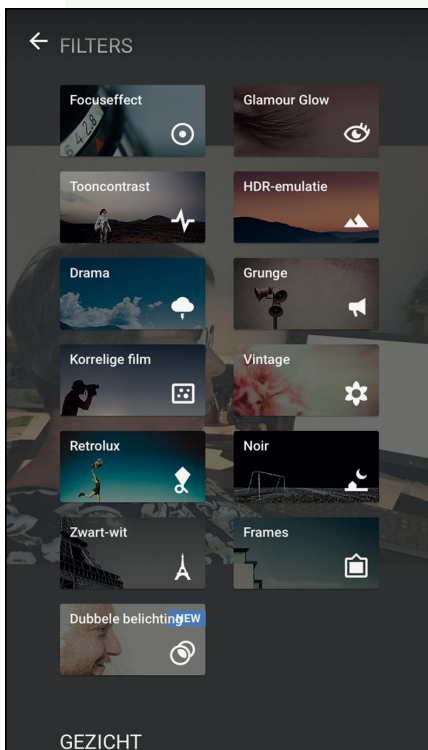 FILTERS
Focuseffect
Glamour Glow
Tooncontrast
HDR-emulatie
Drama
Grunge
Korrelige film
Vintage
Retrolux
Noir
Zwart-wit
Frames
Dubbele belichting
NEW
GEZICHT